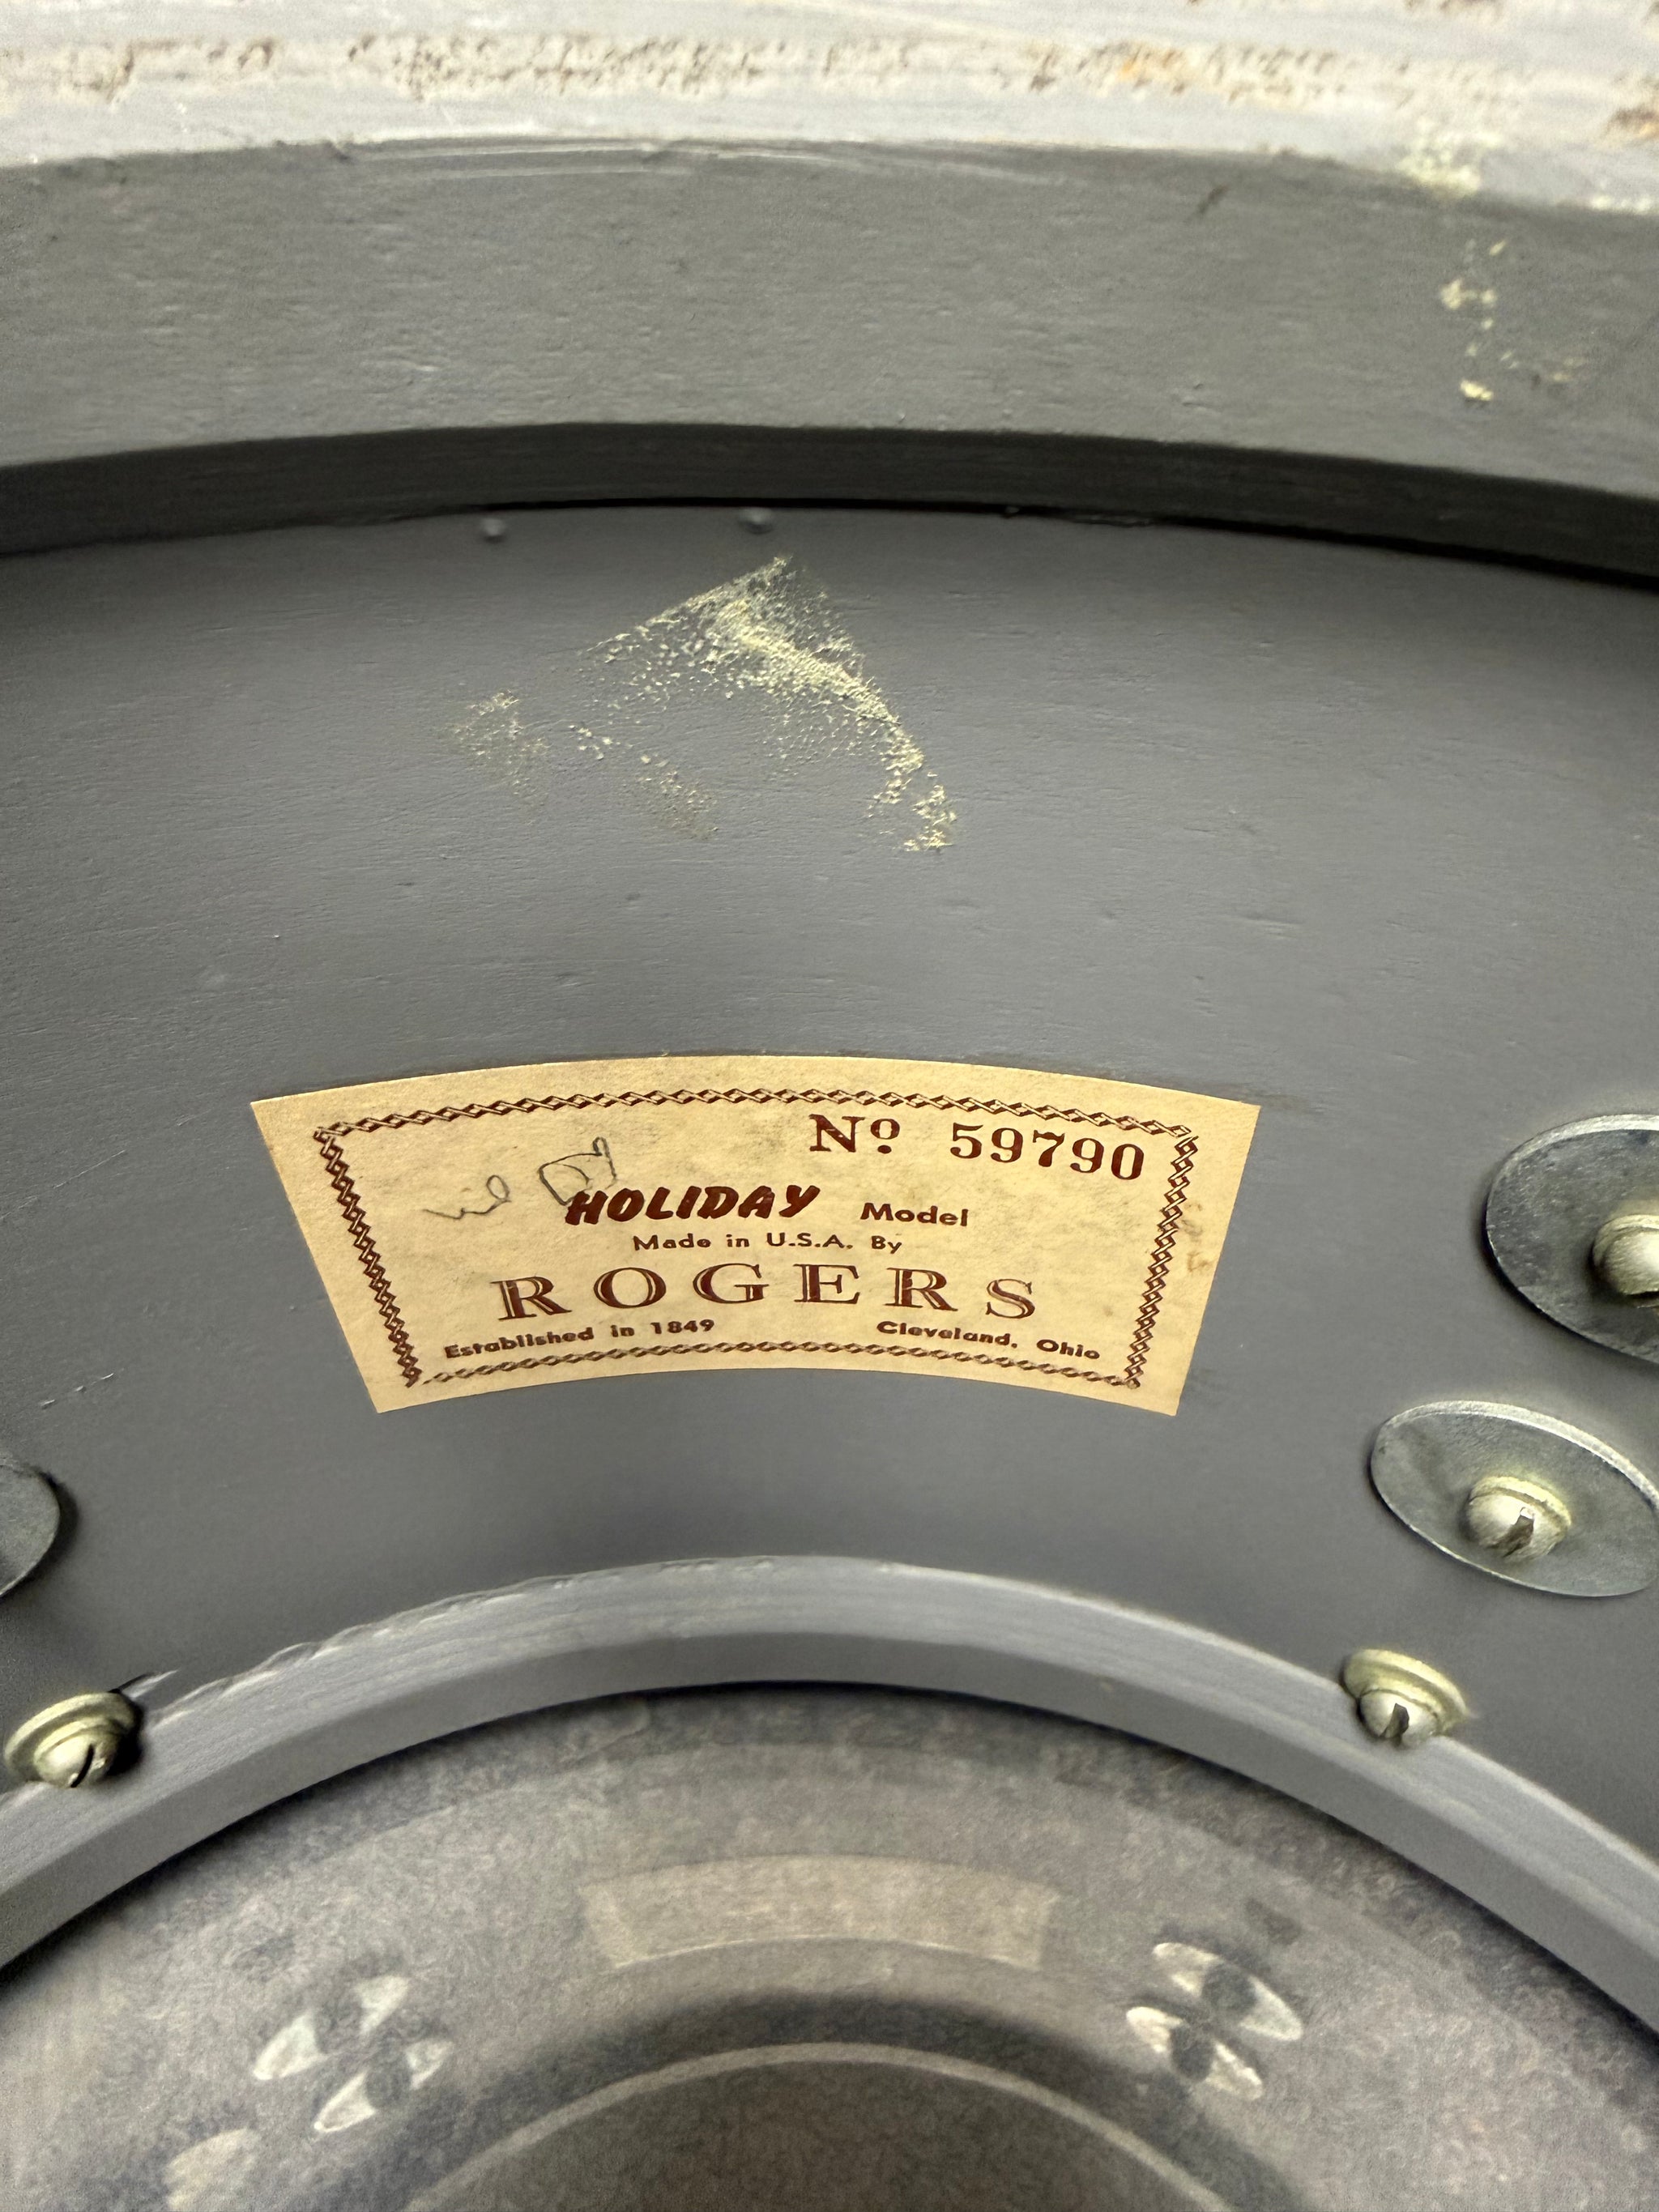 Nº 59790
HOLIDAY Model
Made in U.S.A. By
ROGERS
Established in 1849 Cleveland, Ohio